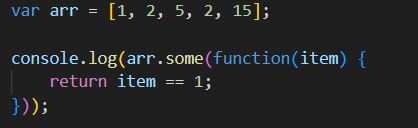 var arr = [1, 2, 5, 2, 15];

console.log(arr.some(function(item) {
    return item == 1;
}));